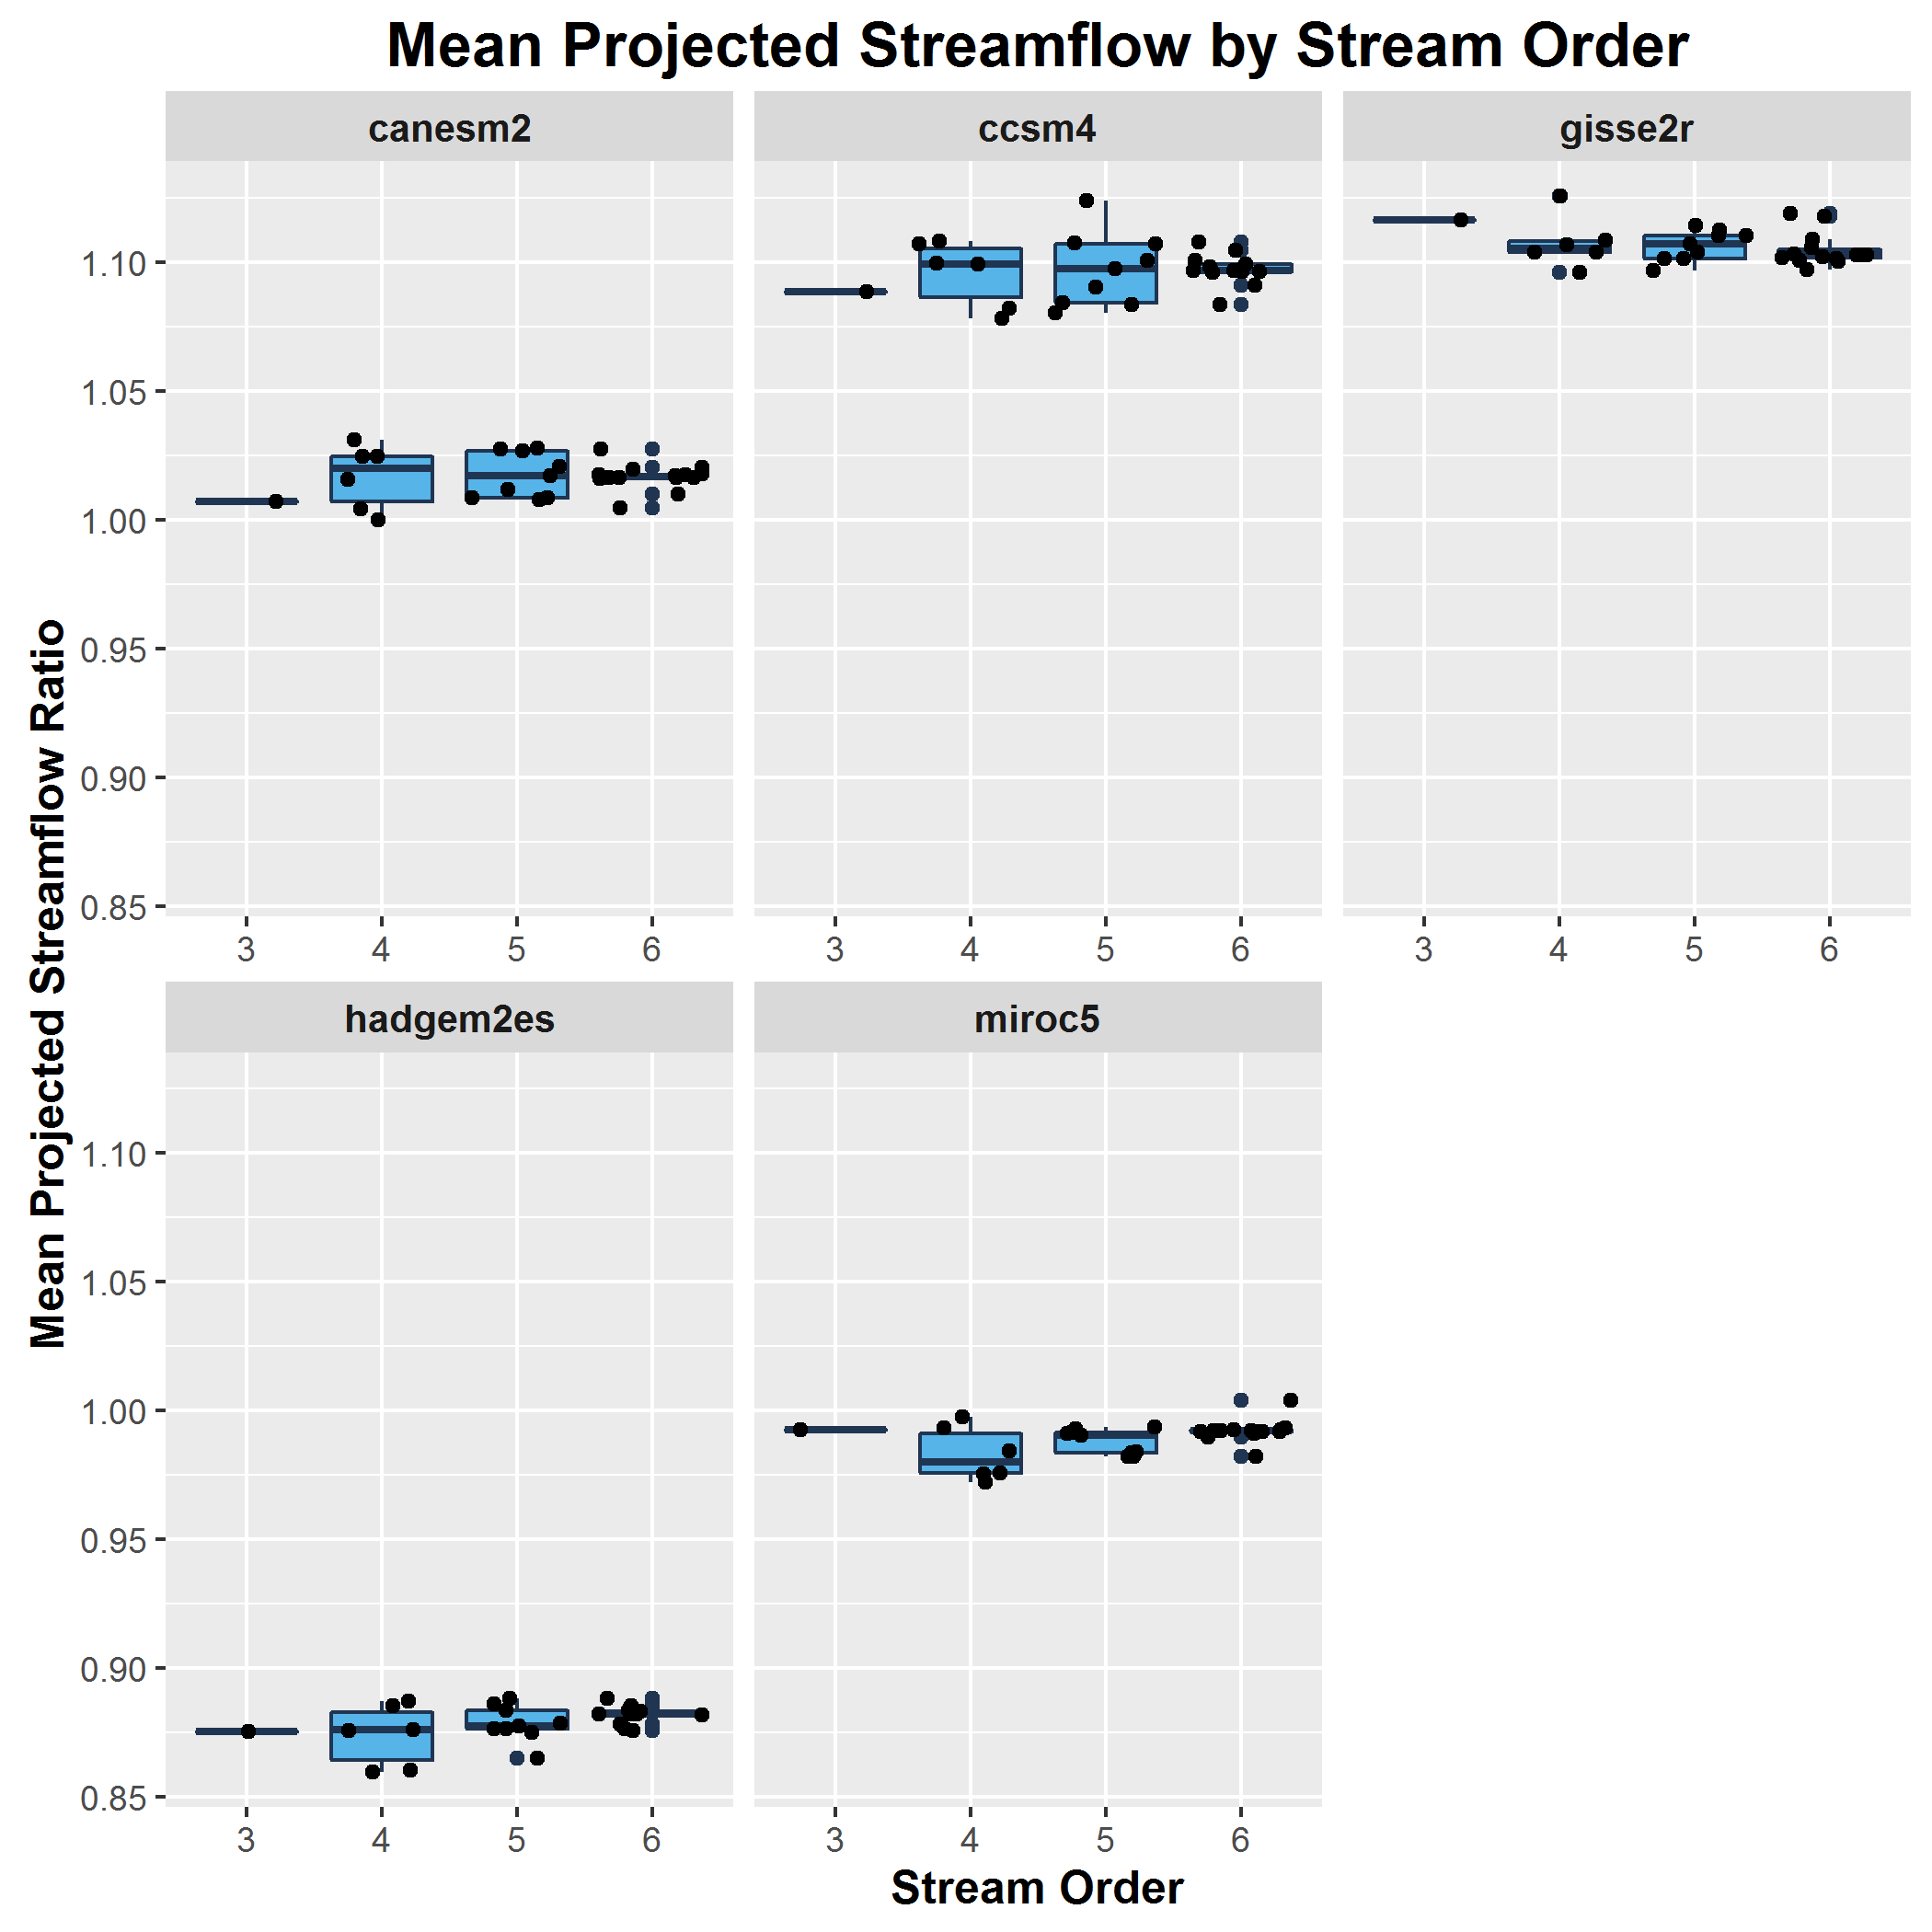 Mean Projected Streamflow by Stream Order
canesm2
ccsm4
gisse2r
Mean Projected Streamflow Ratio
1.10
1.05
1.00
0.95
0.90
0.85
3 4 5 6
3 4 5 6
3 4 5 6
hadgem2es
miroc5
1.10
1.05
1.00
0.95
0.90
0.85
3 4 5 6
3 4 5 6
Stream Order